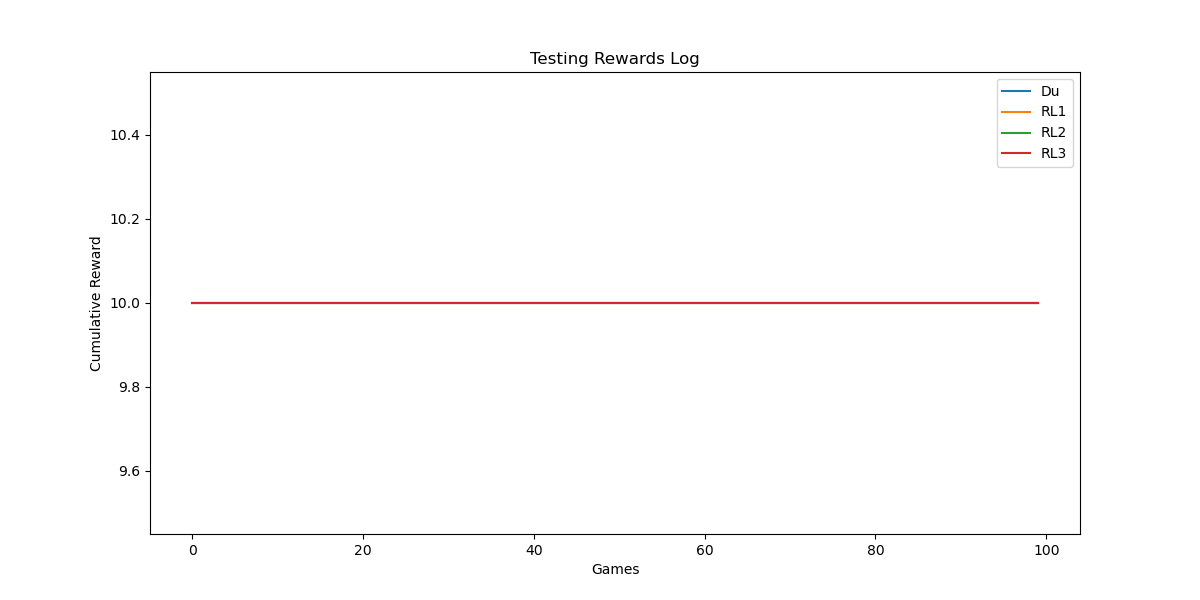 Testing Rewards Log
Du
RL1
RL2
RL3
10.4
10.2
10.0
9.8
9.6
Cumulative Reward
0 20 40 60 80 100
Games